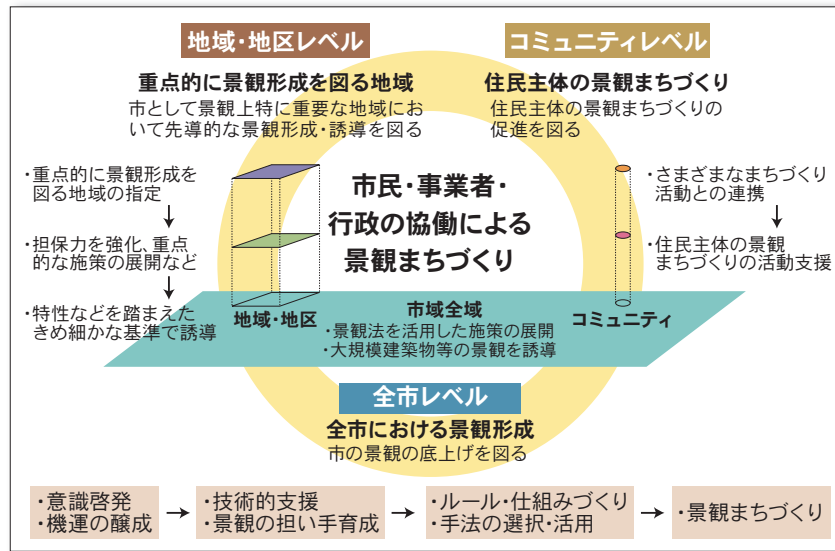 地域・地区レベル
重点的に景観形成を図る地域
市として景観上特に重要な地域にお
いて先導的な景観形成・誘導を図る
コミュニティレベル
住民主体の景観まちづくり
住民主体の景観まちづくりの
促進を図る
・重点的に景観形成を
図る地域の指定
↓
・担保力を強化、重点
的な施策の展開など
↓
・特性などを踏まえた
きめ細かな基準で誘導
市民・事業者・
行政の協働による
景観まちづくり
・さまざまなまちづくり
活動との連携
↓
・住民主体の景観
まちづくりの活動支援
地域・地区
市域全域
・景観法を活用した施策の展開
・大規模建築物等の景観を誘導
コミュニティ
全市レベル
全市における景観形成
市の景観の底上げを図る
・意識啓発
・機運の醸成
→
・技術的支援
・景観の担い手育成
→
・ルール・仕組みづくり
・手法の選択・活用
→
・景観まちづくり